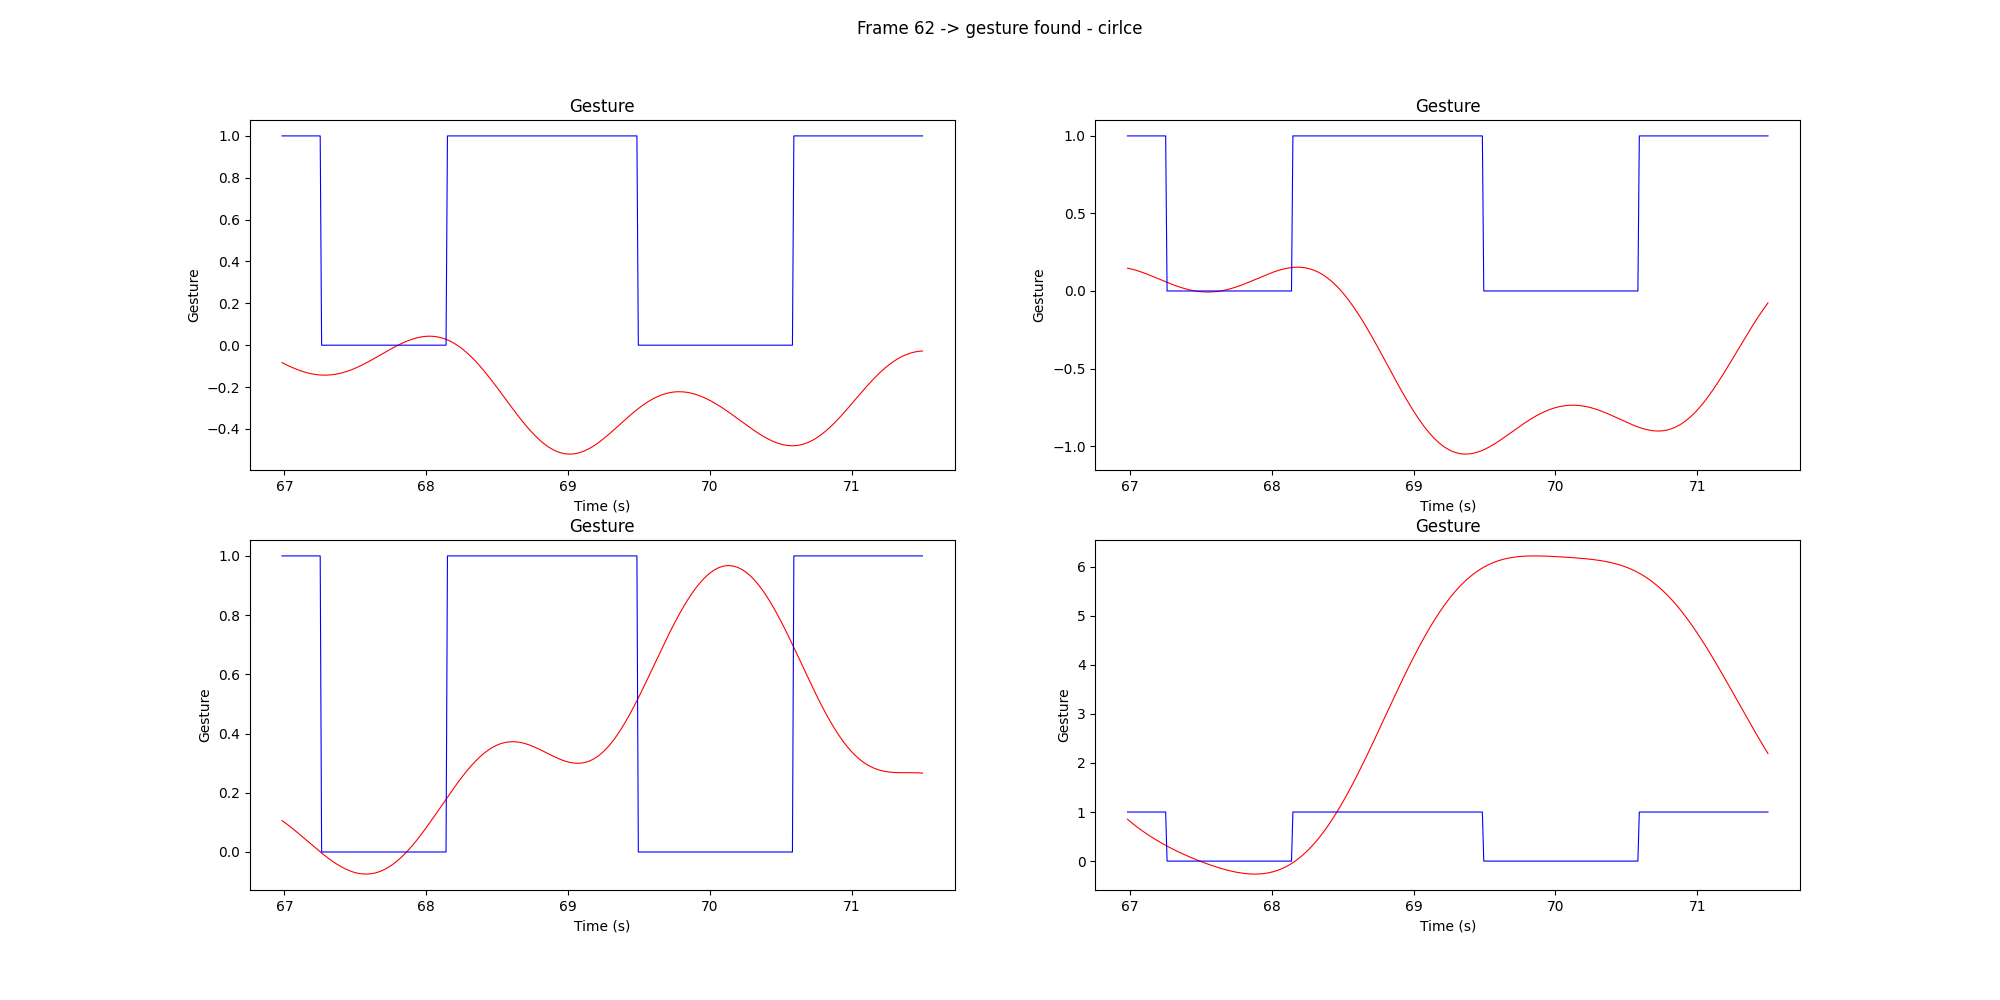 Frame 62 -> gesture found - cirlce
Gesture
1.0
0.8
0.6
0.4
0.2
0.0
−0.2
−0.4
Gesture
67 68 69 70 71
Time (s)
Gesture
1.0
0.5
0.0
−0.5
−1.0
Gesture
67 68 69 70 71
Time (s)
Gesture
1.0
0.8
0.6
0.4
0.2
0.0
Gesture
67 68 69 70 71
Time (s)
Gesture
6
5
4
3
2
1
0
Gesture
67 68 69 70 71
Time (s)